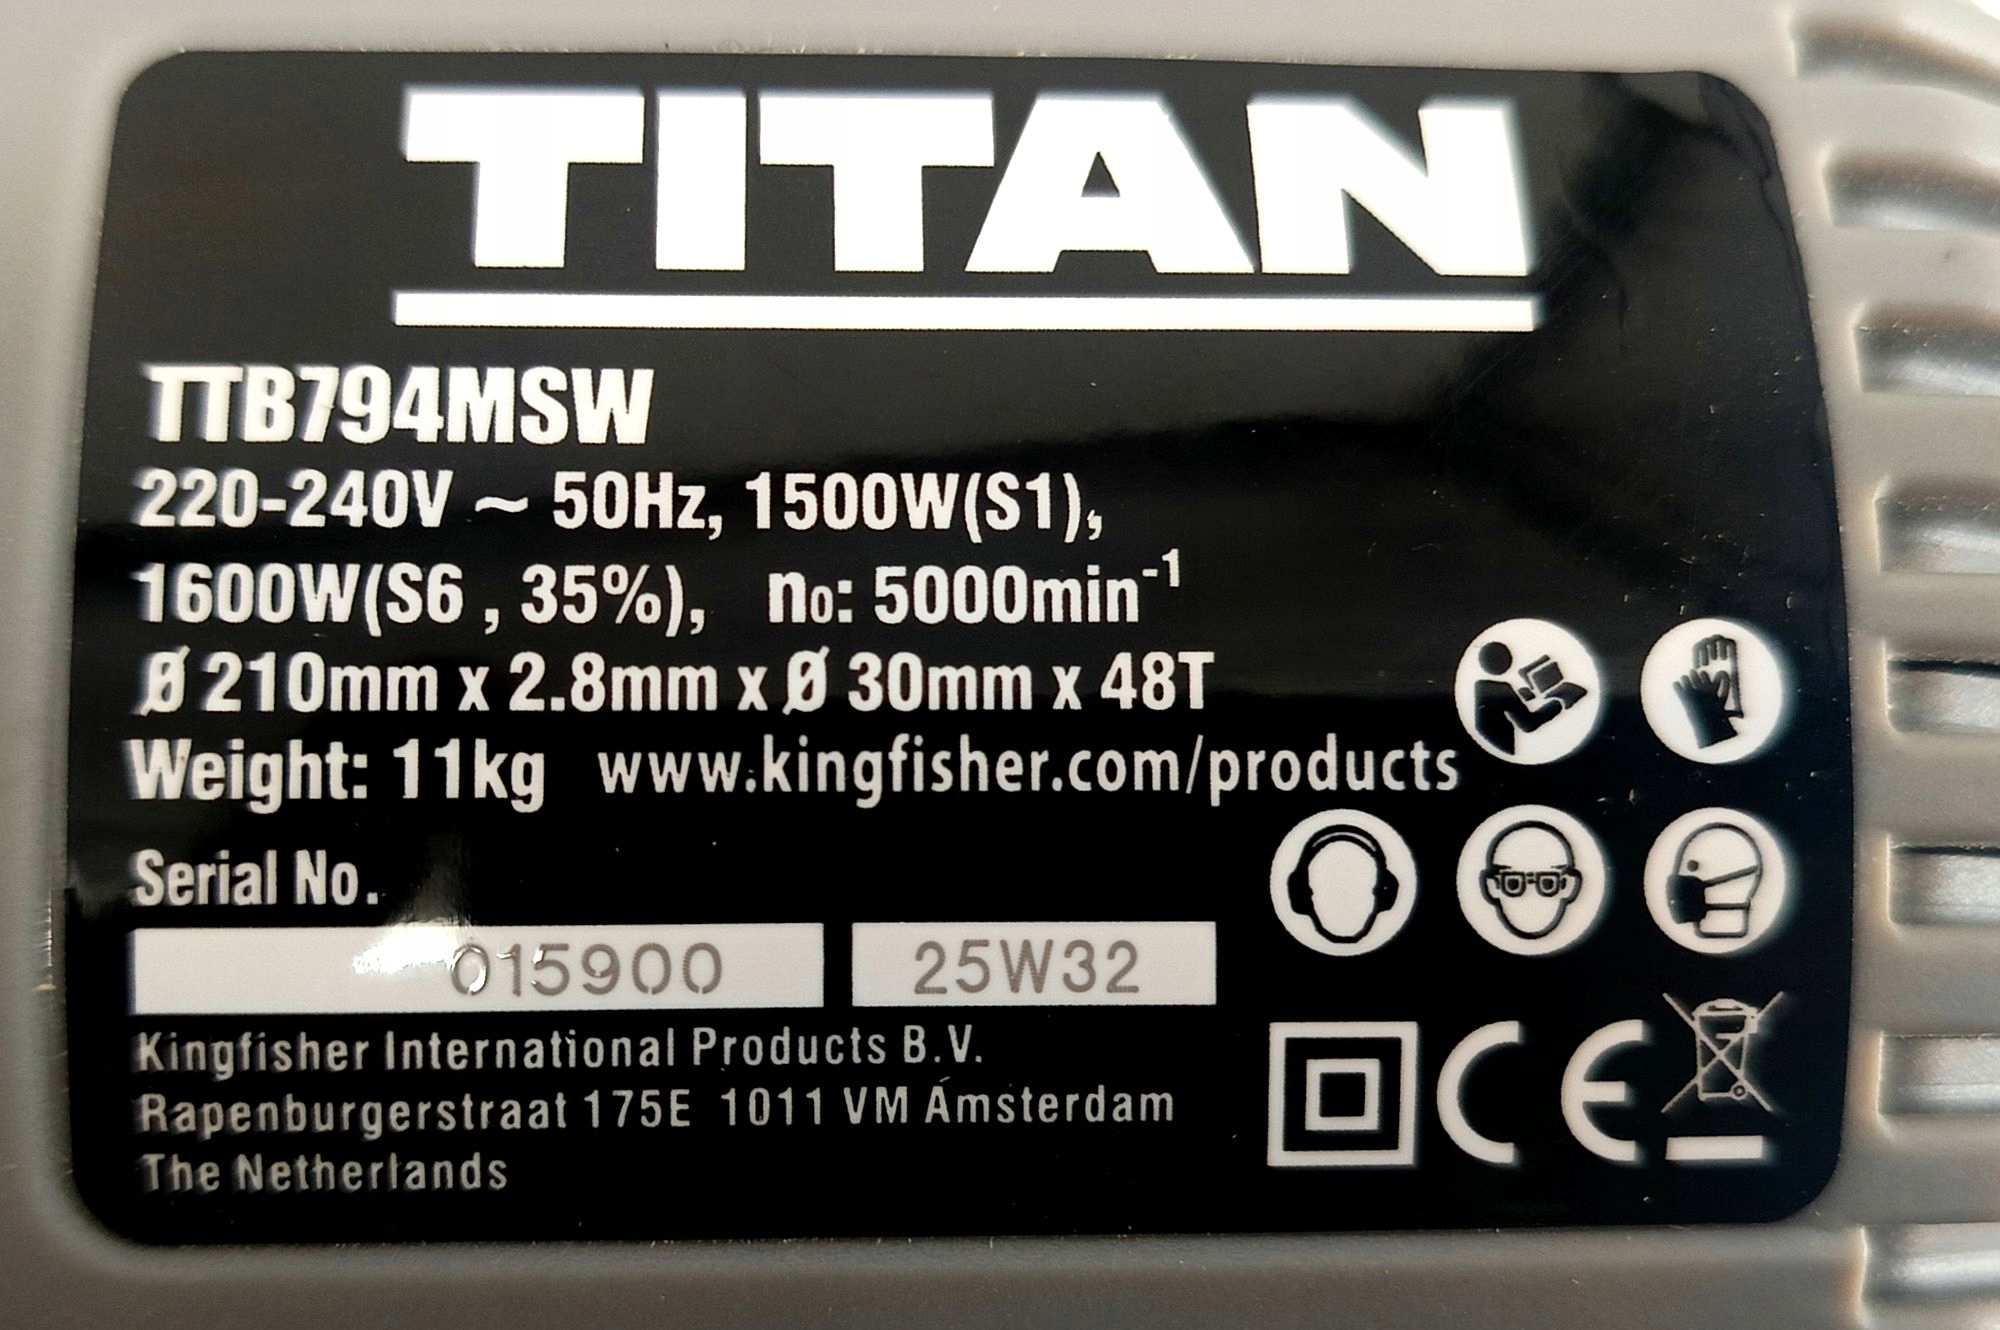 TITAN
TTB794MSW
220-240V ~ 50Hz, 1500W(S1),
1600W(S6 , 35%), n₀: 5000min⁻¹
Ø 210mm x 2.8mm x Ø 30mm x 48T
Weight: 11kg www.kingfisher.com/products
Serial No.
015900 25W32
Kingfisher International Products B.V.
Rapenburgerstraat 175E 1011 VM Amsterdam
The Netherlands
CE